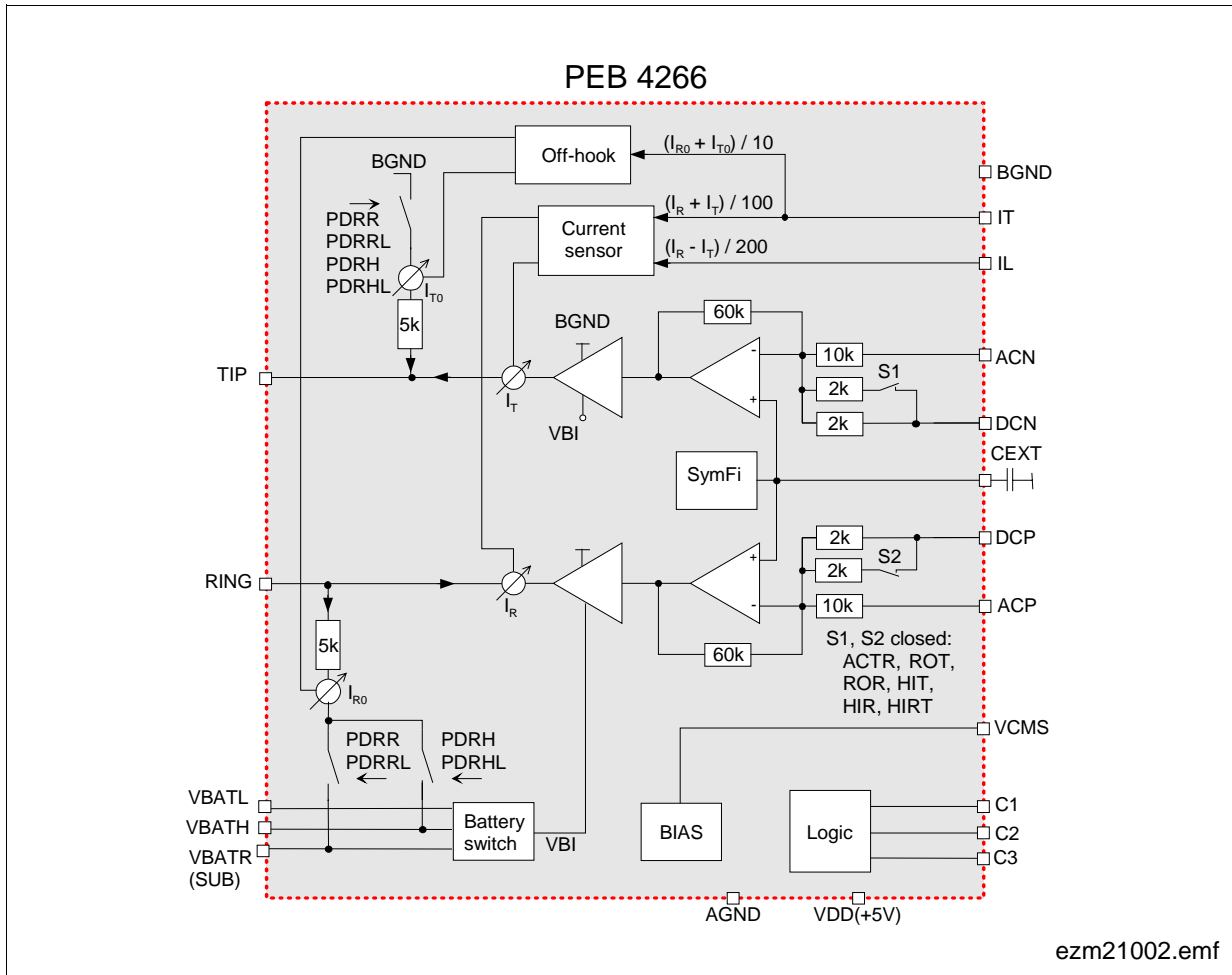 PEB 4266
Off-hook
(IR0 + IT0) / 10
BGND
BGND
PDRR
PDRRL
PDRH
PDRHL
IT0
5k
Current
sensor
(IR + IT) / 100
IT
(IR - IT) / 200
IL
60k
BGND
-
10k
ACN
S1
2k
TIP
IT
+
2k
DCN
VBI
CEXT
SymFi
2k
DCP
+
S2
2k
RING
IR
-
10k
ACP
5k
60k
S1, S2 closed:
ACTR, ROT,
ROR, HIT,
HIR, HIRT
IR0
PDRR
PDRRL
PDRH
PDRHL
VCMS
VBATL
VBATH
VBATR
(SUB)
Battery
switch
VBI
BIAS
Logic
C1
C2
C3
AGND
VDD(+5V)
ezm21002.emf